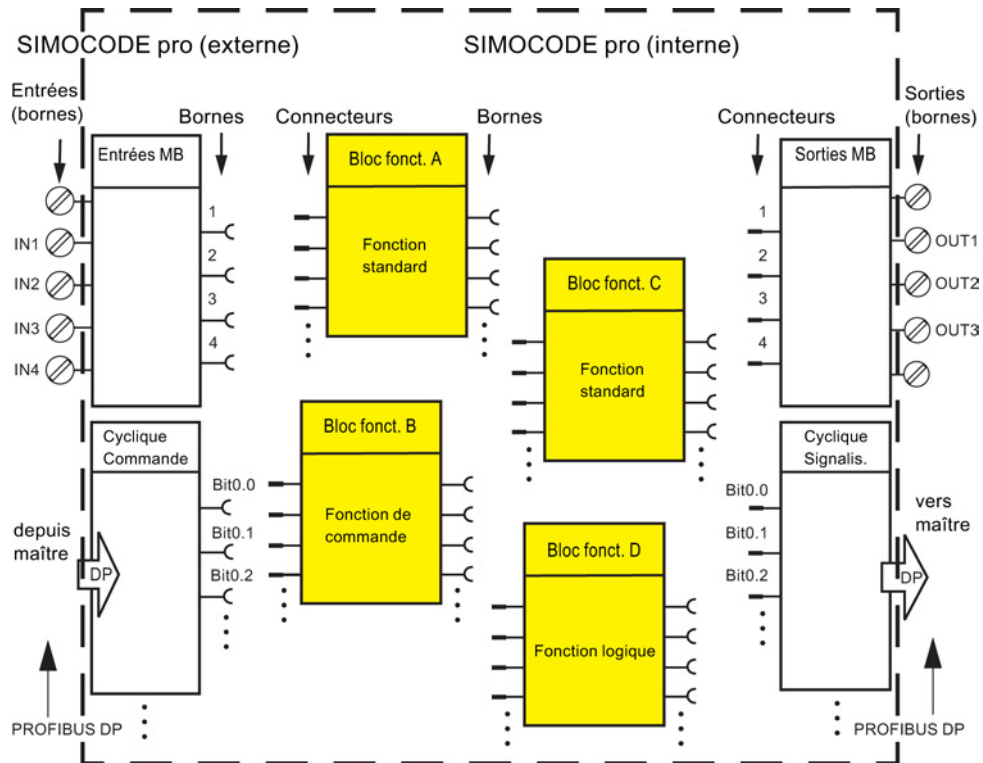 SIMOCODE pro (externe)
SIMOCODE pro (interne)
Entrées
(bornes)
Bornes
Connecteurs
Bornes
Connecteurs
Sorties
(bornes)
Entrées MB
1
2
3
4
IN1
IN2
IN3
IN4
Bloc fonct. A
Fonction
standard
Bloc fonct. C
Fonction
standard
Sorties MB
1
2
3
4
OUT1
OUT2
OUT3
Cyclique
Commande
Bit0.0
Bit0.1
Bit0.2
depuis
maître
DP
PROFIBUS DP
Bloc fonct. B
Fonction de
commande
Bloc fonct. D
Fonction logique
Cyclique
Signalis.
Bit0.0
Bit0.1
Bit0.2
vers
maître
DP
PROFIBUS DP